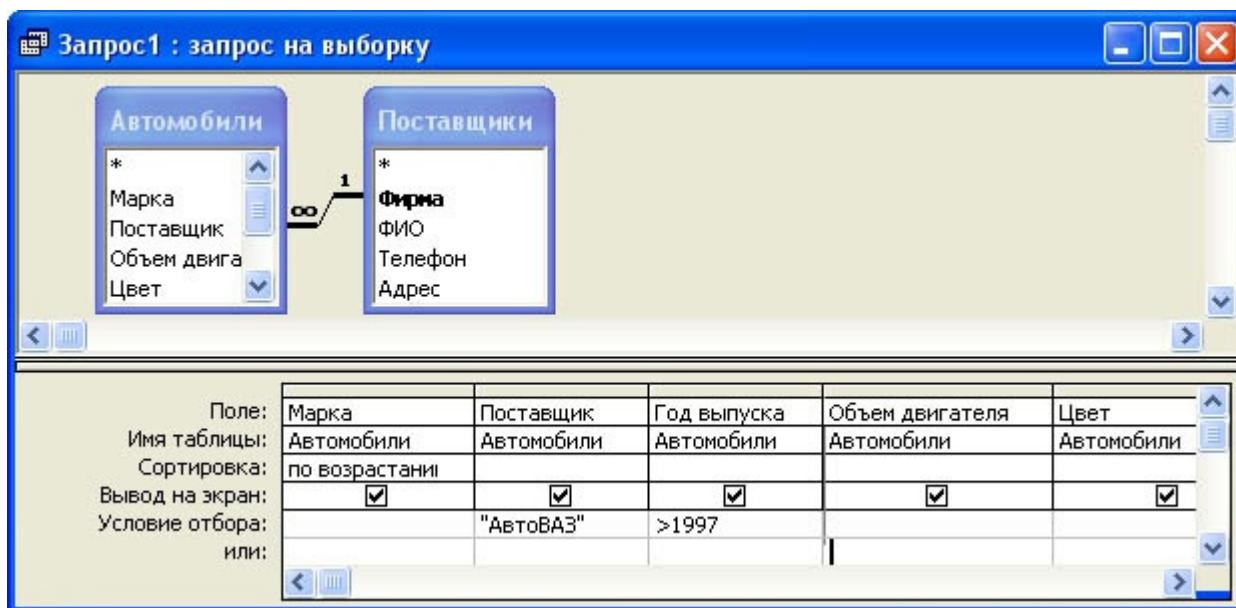 Запрос1 : запрос на выборку
Автомобили
*
Марка
Поставщик
Объем двига
Цвет
∞
1
Поставщики
*
Фирма
ФИО
Телефон
Адрес
Поле: Марка Поставщик Год выпуска Объем двигателя Цвет
Имя таблицы: Автомобили Автомобили Автомобили Автомобили Автомобили
Сортировка: по возрастани
Вывод на экран:
Условие отбора: "АвтоВАЗ" >1997
или: